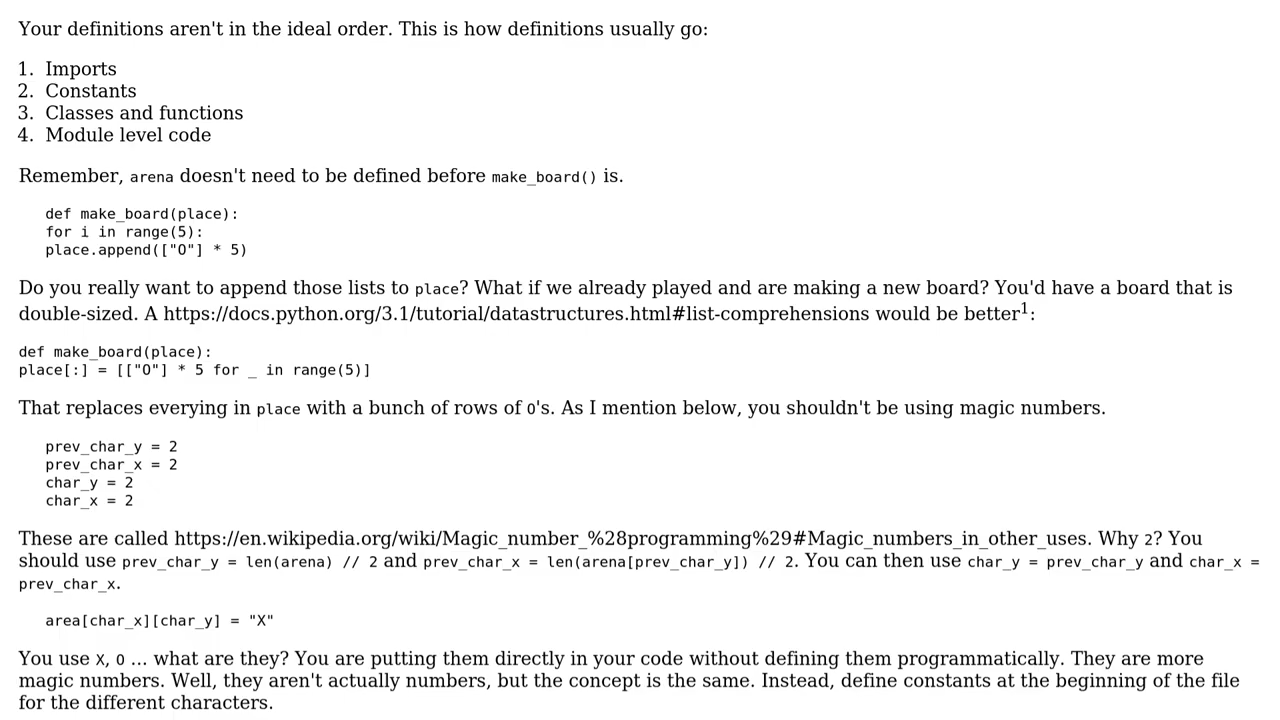 Your definitions aren't in the ideal order. This is how definitions usually go:
1. Imports
2. Constants
3. Classes and functions
4. Module level code
Remember, arena doesn't need to be defined before make_board() is.
def make_board(place):
for i in range(5):
place.append(["O"] * 5)
Do you really want to append those lists to place? What if we already played and are making a new board? You'd have a board that is
double-sized. A https://docs.python.org/3.1/tutorial/datastructures.html#list-comprehensions would be better1:
def make_board(place):
place[:] = [["O"] * 5 for _ in range(5)]
That replaces everying in place with a bunch of rows of O's. As I mention below, you shouldn't be using magic numbers.
prev_char_y = 2
prev_char_x = 2
char_y = 2
char_x = 2
These are called https://en.wikipedia.org/wiki/Magic_number_%28programming%29#Magic_numbers_in_other_uses. Why 2? You
should use prev_char_y = len(arena) // 2 and prev_char_x = len(arena[prev_char_y]) // 2. You can then use char_y = prev_char_y and char_x =
prev_char_x.
area[char_x][char_y] = "X"
You use X, O ... what are they? You are putting them directly in your code without defining them programmatically. They are more
magic numbers. Well, they aren't actually numbers, but the concept is the same. Instead, define constants at the beginning of the file
for the different characters.